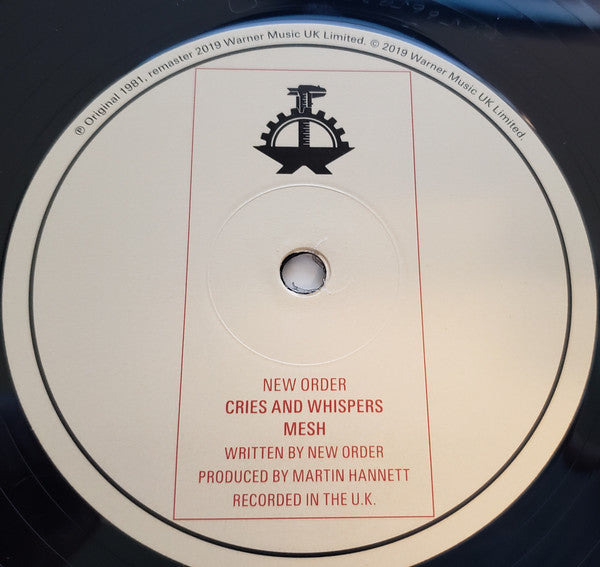 ℗ Original 1981, remaster 2019 Warner Music UK Limited. © 2019 Warner Music UK Limited.
NEW ORDER
CRIES AND WHISPERS
MESH
WRITTEN BY NEW ORDER
PRODUCED BY MARTIN HANNETT
RECORDED IN THE U.K.